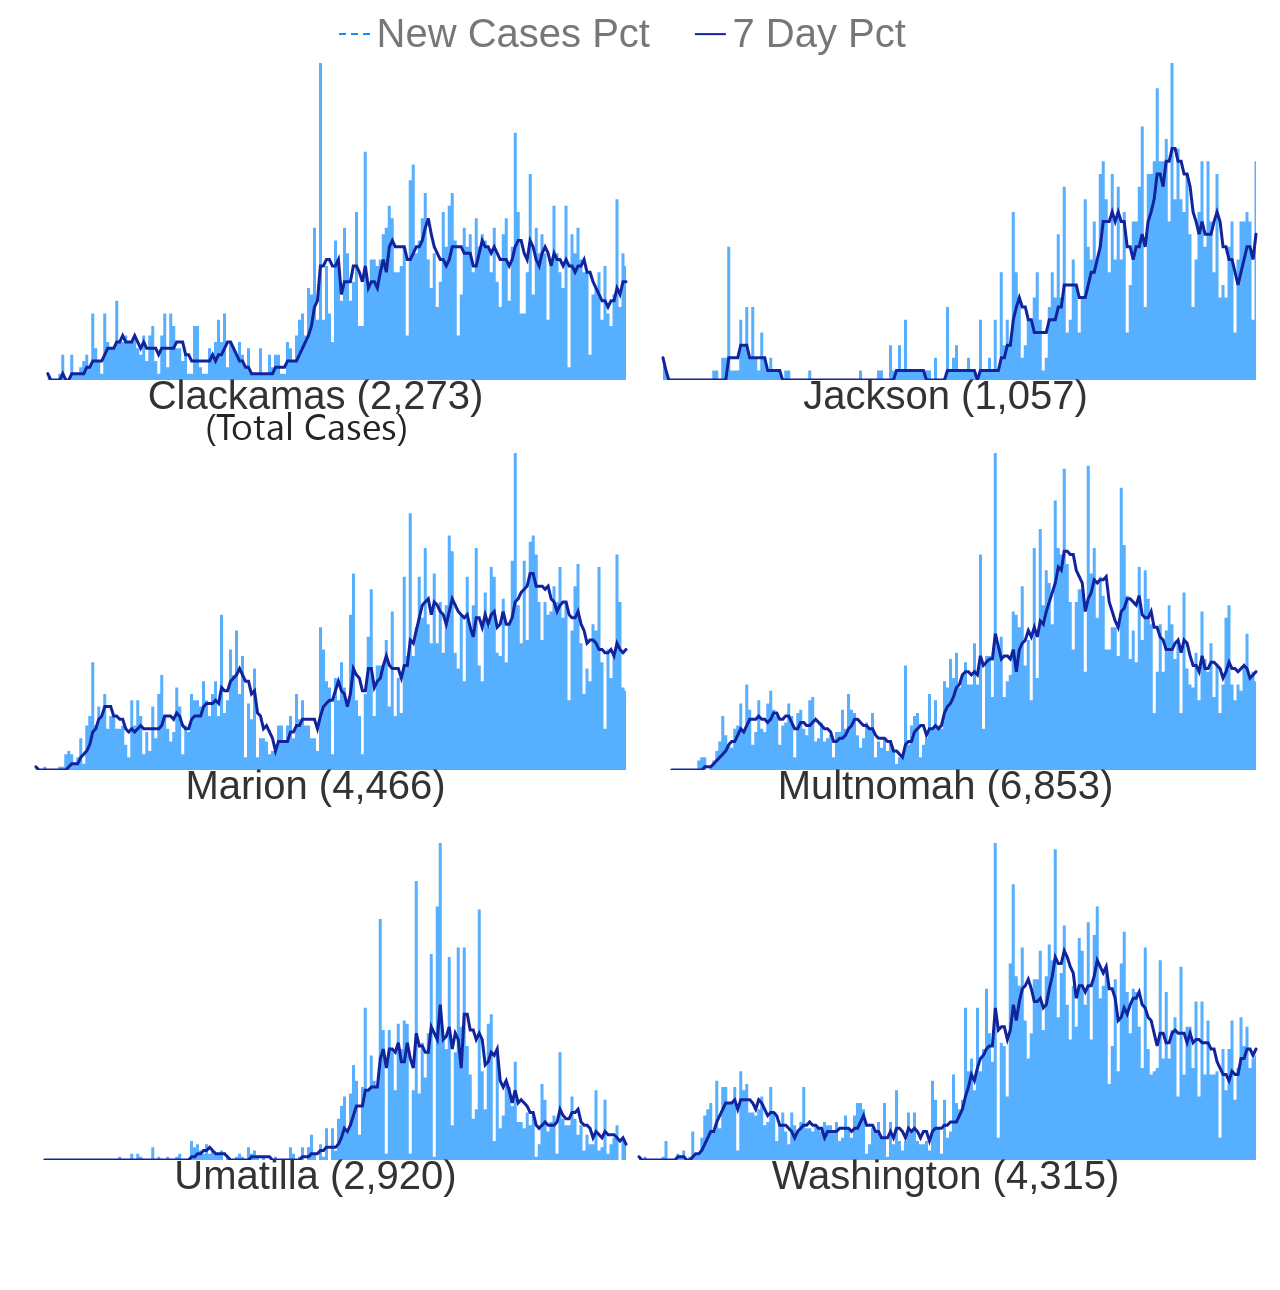 New Cases Pct 7 Day Pct
Clackamas (2,273) Jackson (1,057)
(Total Cases)
Marion (4,466) Multnomah (6,853)
Umatilla (2,920) Washington (4,315)